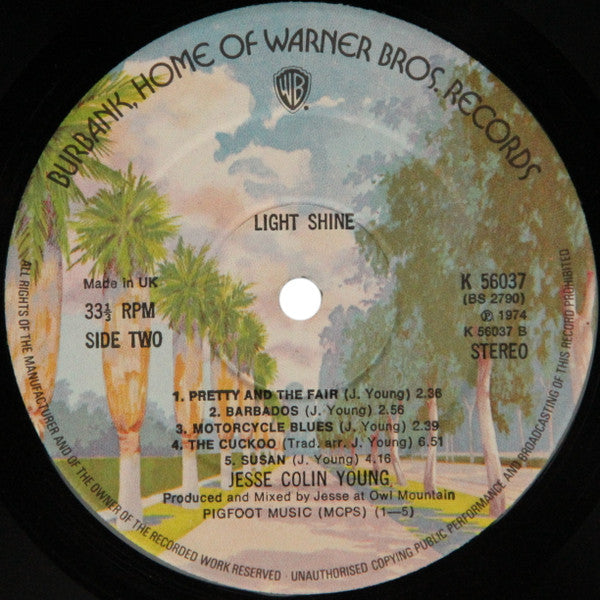 BURBANK, HOME OF WARNER BROS. RECORDS
WB
LIGHT SHINE
Made in UK
33⅓ RPM
SIDE TWO
K 56037
(BS 2790)
℗ 1974
K 56037 B
STEREO
1. PRETTY AND THE FAIR (J. Young) 2.36
2. BARBADOS (J. Young) 2.56
3. MOTORCYCLE BLUES (J. Young) 2.39
4. THE CUCKOO (Trad. arr. J. Young) 6.51
5. SUSAN (J. Young) 4.16
JESSE COLIN YOUNG
Produced and Mixed by Jesse at Owl Mountain
PIGFOOT MUSIC (MCPS) (1—5)
ALL RIGHTS OF THE MANUFACTURER AND OF THE OWNER OF THE RECORDED WORK RESERVED · UNAUTHORISED COPYING PUBLIC PERFORMANCE AND BROADCASTING OF THIS RECORD PROHIBITED